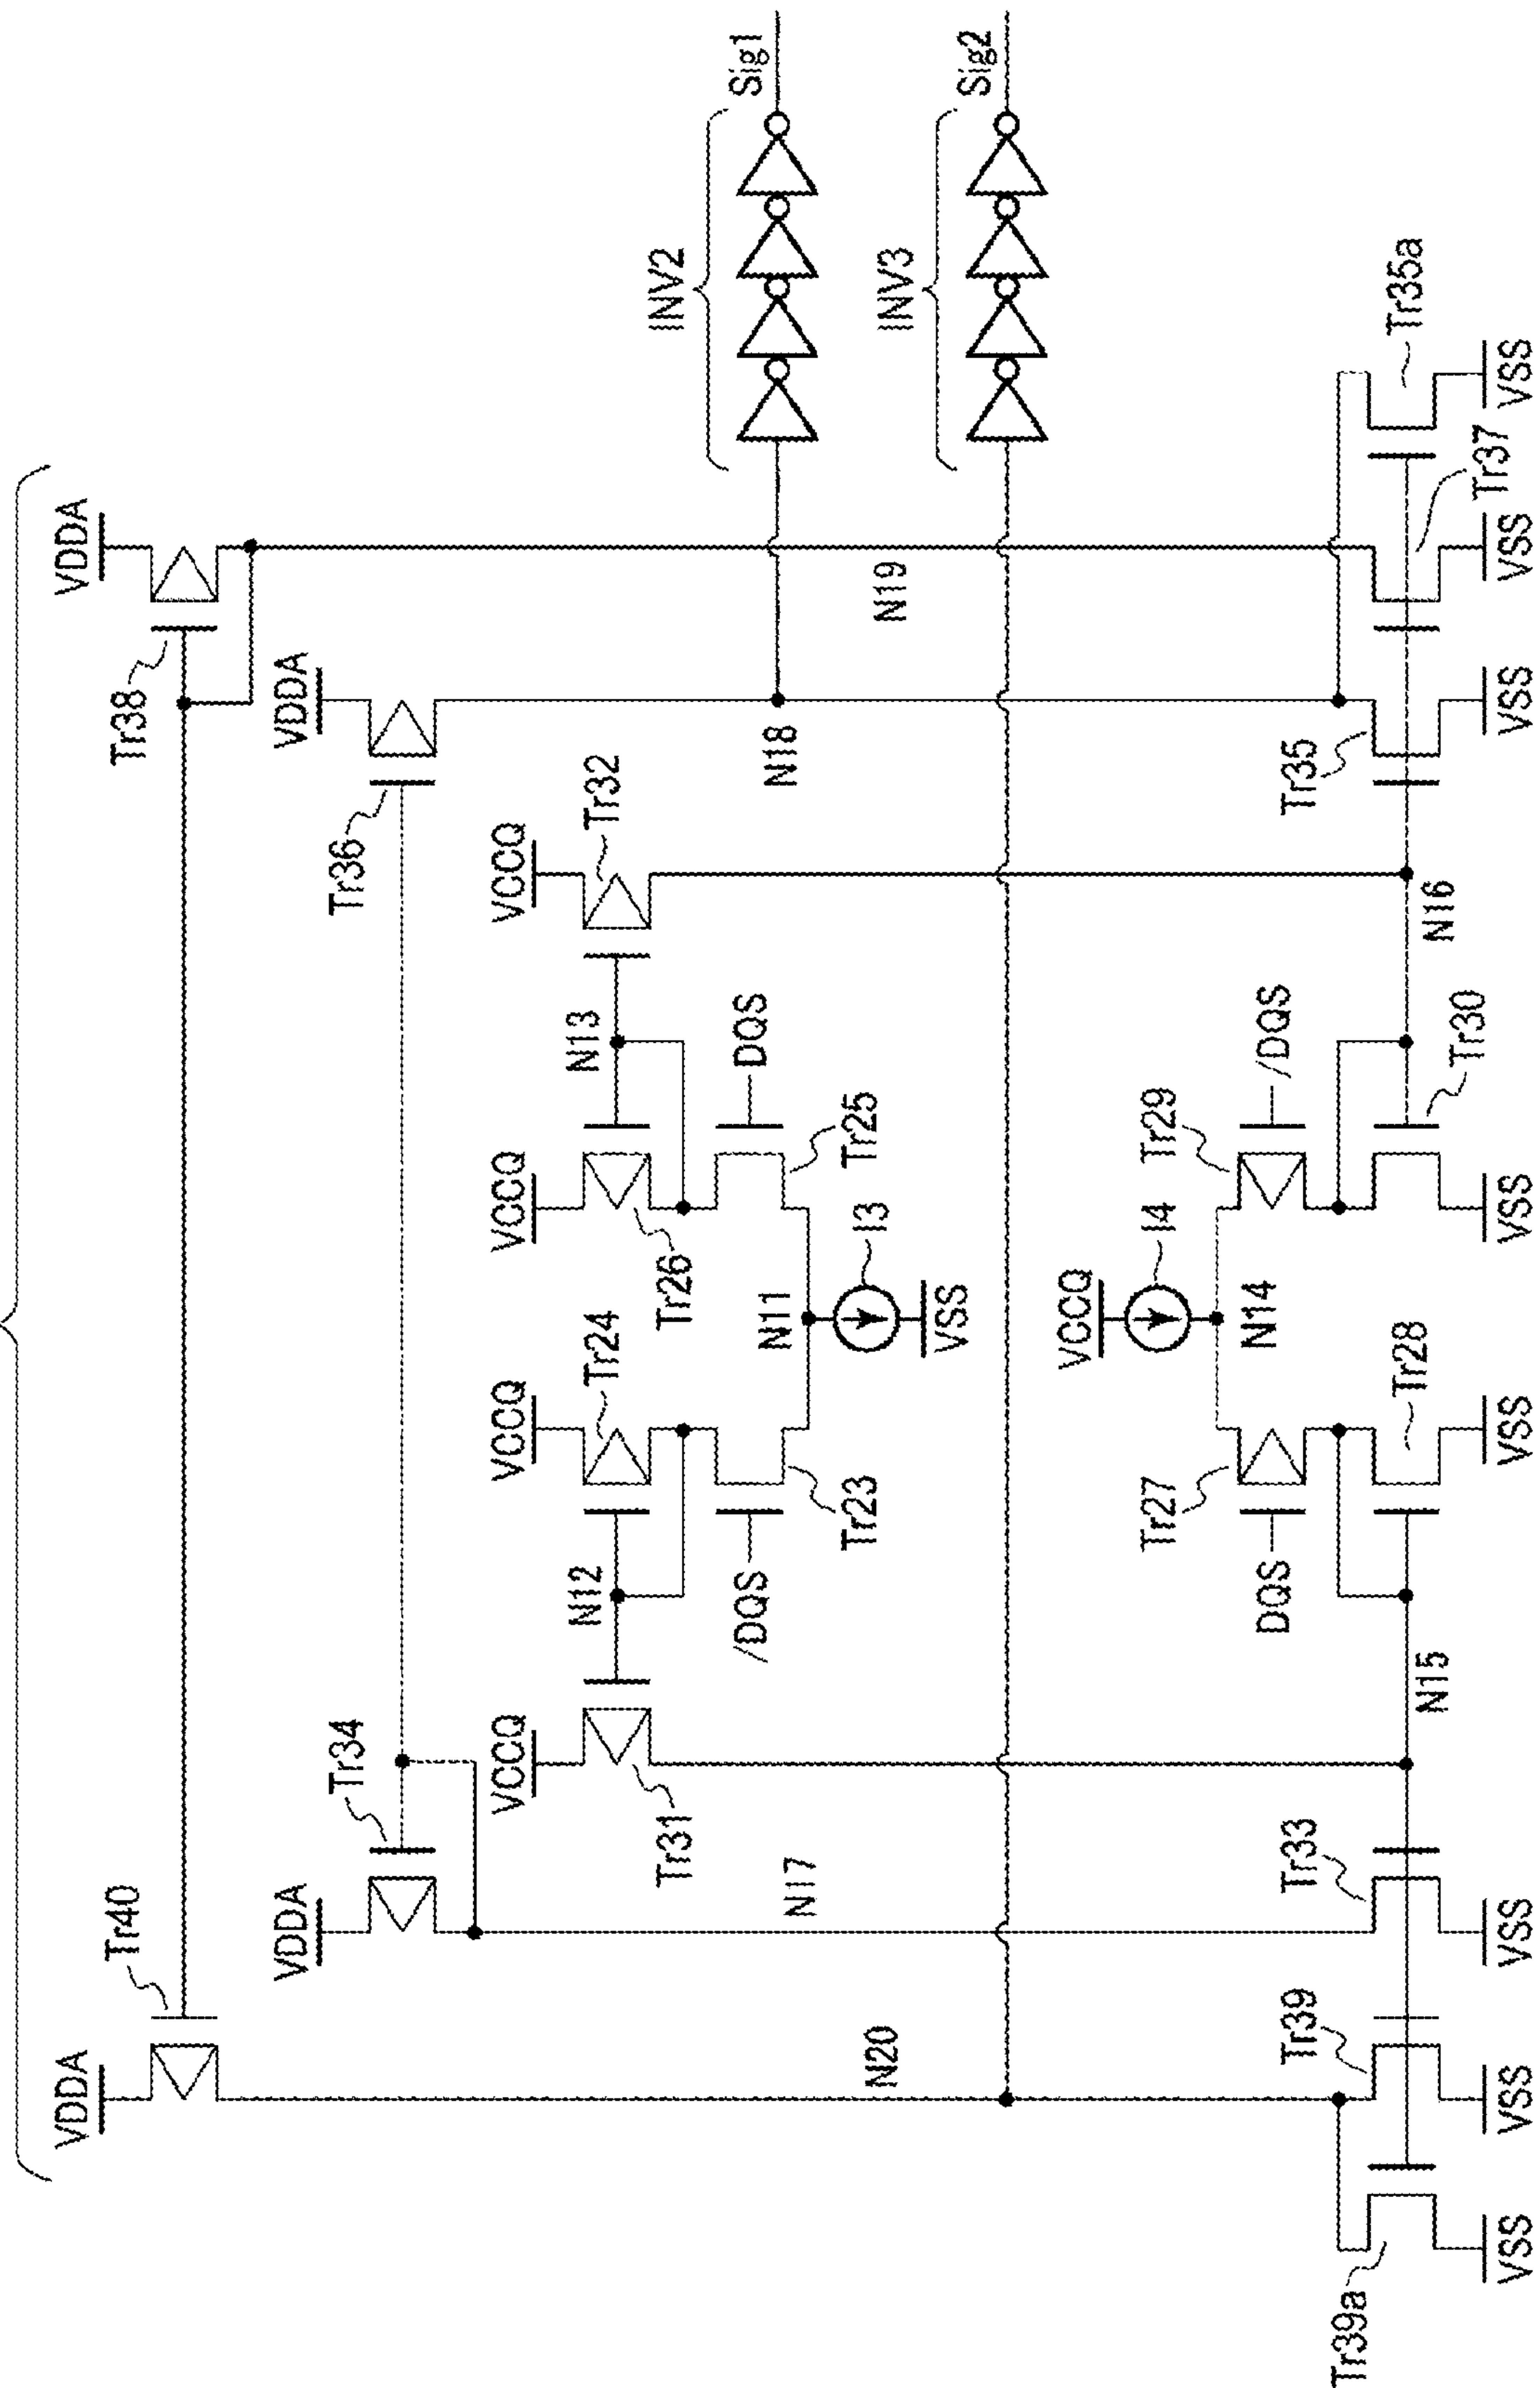 VDDA
Tr40
Tr38
VDDA
VDDA
Tr34
Tr36
VDDA
VCCQ
Tr31
N12
VCCQ
Tr24
VCCQ
Tr26
N13
VCCQ
Tr32
/DQS
Tr23
N11
I3
VSS
DQS
Tr25
N17
N18
INV2
Sig1
N20
N19
INV3
Sig2
VCCQ
I4
N14
DQS
Tr27
Tr29
/DQS
Tr39a
VSS
Tr39
VSS
Tr33
VSS
N15
Tr28
VSS
Tr30
VSS
N16
Tr35
VSS
Tr37
VSS
Tr35a
VSS